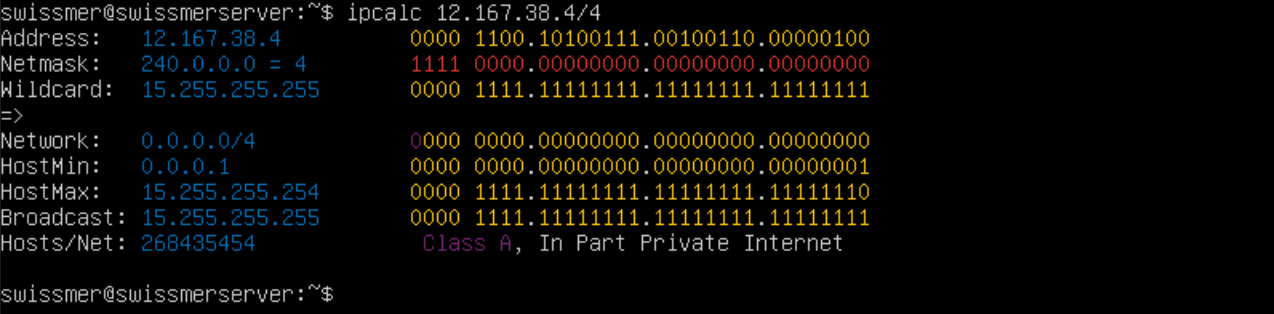 swissmer@swissmerserver:~$ ipcalc 12.167.38.4/4
Address:   12.167.38.4           0000 1100.10100111.00100110.00000100
Netmask:   240.0.0.0 = 4         1111 0000.00000000.00000000.00000000
Wildcard:  15.255.255.255        0000 1111.11111111.11111111.11111111
=>
Network:   0.0.0.0/4             0000 0000.00000000.00000000.00000000
HostMin:   0.0.0.1               0000 0000.00000000.00000000.00000001
HostMax:   15.255.255.254        0000 1111.11111111.11111111.11111110
Broadcast: 15.255.255.255        0000 1111.11111111.11111111.11111111
Hosts/Net: 268435454              Class A, In Part Private Internet
swissmer@swissmerserver:~$